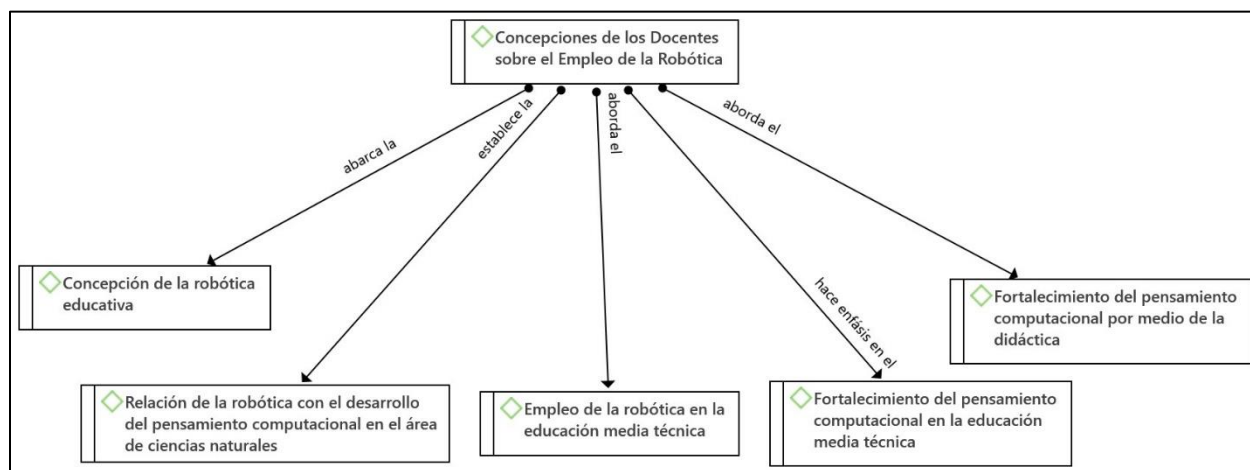 Concepciones de los Docentes
sobre el Empleo de la Robótica
abarca la
establece la
aborda el
hace enfásis en el
aborda el
Concepción de la robótica
educativa
Fortalecimiento del pensamiento
computacional por medio de la
didáctica
Relación de la robótica con el desarrollo
del pensamiento computacional en el área
de ciencias naturales
Empleo de la robótica en la
educación media técnica
Fortalecimiento del pensamiento
computacional en la educación
media técnica